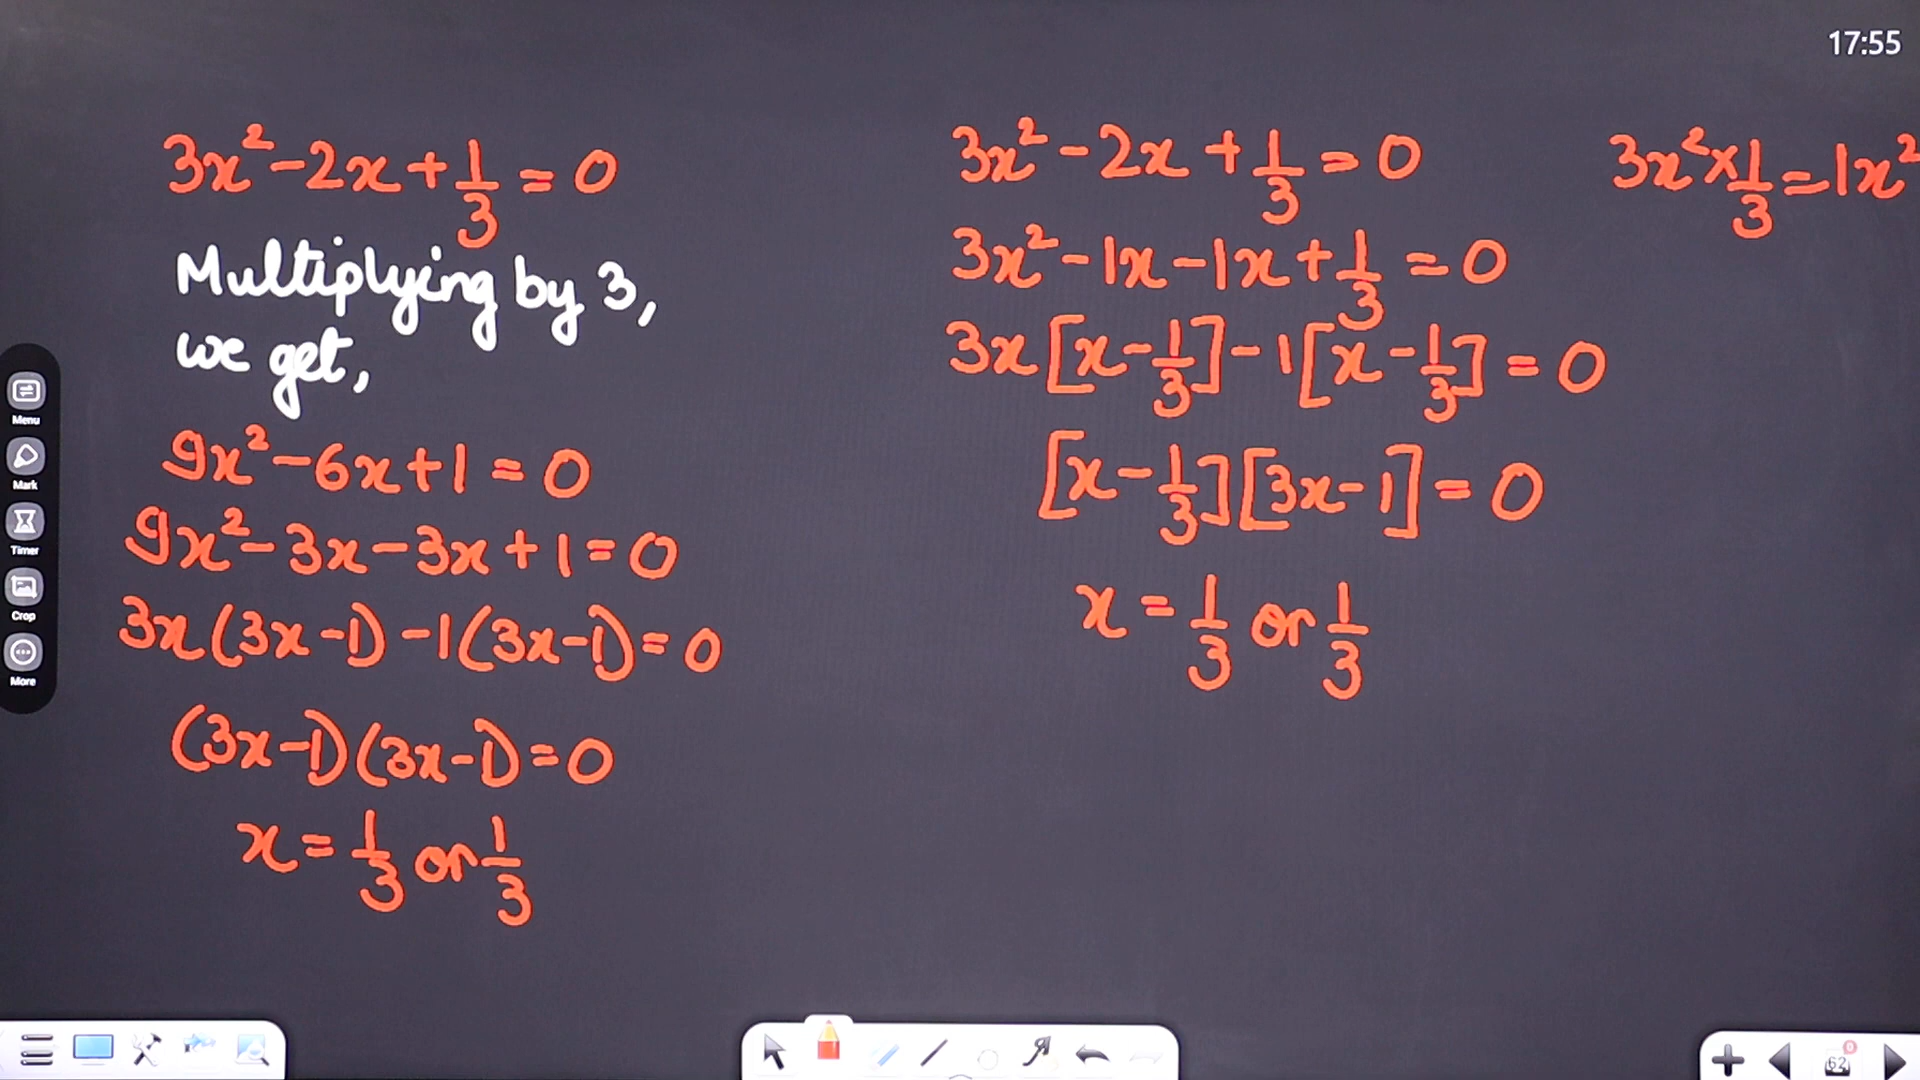 17:55
3x² - 2x + 1/3 = 0
Multiplying by 3,
we get,
9x² - 6x + 1 = 0
9x² - 3x - 3x + 1 = 0
3x(3x-1) - 1(3x-1) = 0
(3x-1)(3x-1) = 0
x = 1/3 or 1/3
3x² - 2x + 1/3 = 0
3x² - 1x - 1x + 1/3 = 0
3x[x - 1/3] - 1[x - 1/3] = 0
[x - 1/3][3x - 1] = 0
x = 1/3 or 1/3
3x² × 1/3 = 1x²
Menu
Mark
Timer
Crop
More
62